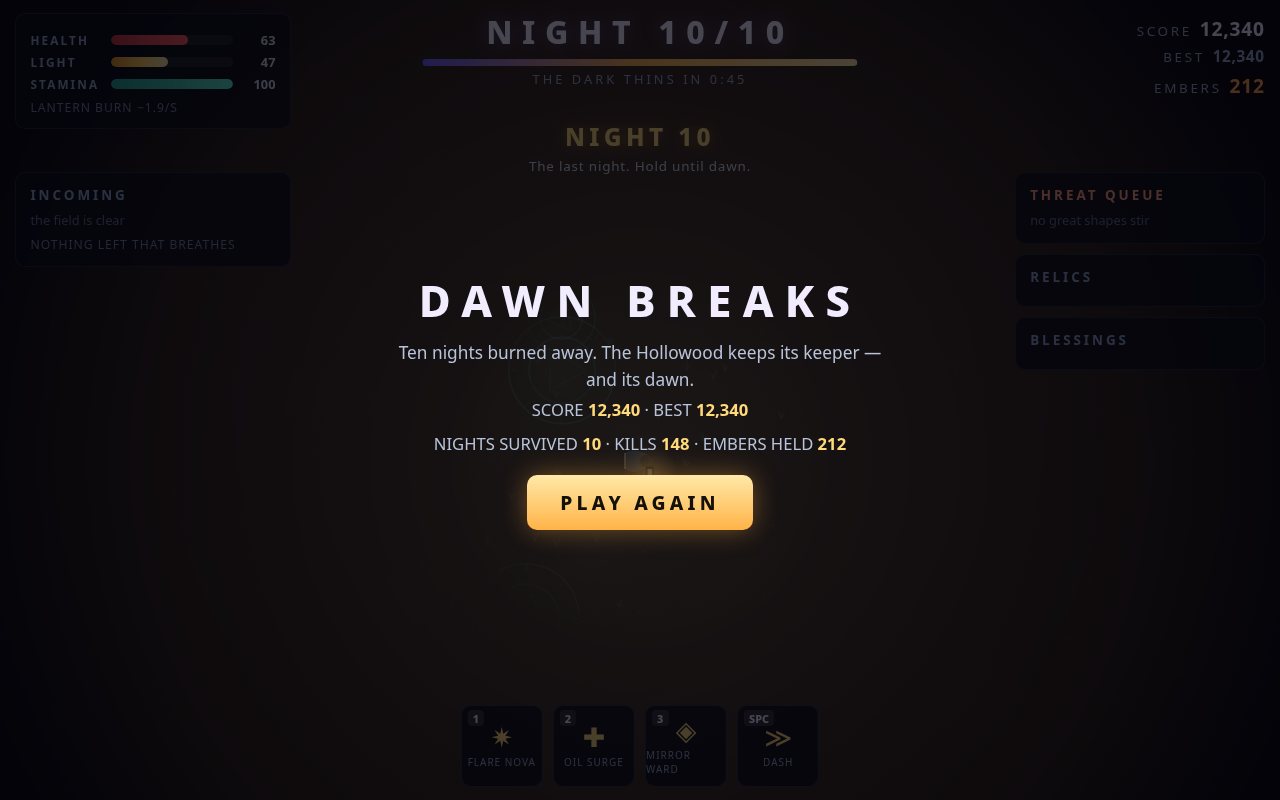 HEALTH 63
LIGHT 47
STAMINA 100
LANTERN BURN −1.9/S
NIGHT 10/10
THE DARK THINS IN 0:45
SCORE 12,340
BEST 12,340
EMBERS 212
NIGHT 10
The last night. Hold until dawn.
INCOMING
the field is clear
NOTHING LEFT THAT BREATHES
THREAT QUEUE
no great shapes stir
RELICS
BLESSINGS
DAWN BREAKS
Ten nights burned away. The Hollowood keeps its keeper —
and its dawn.
SCORE 12,340 · BEST 12,340
NIGHTS SURVIVED 10 · KILLS 148 · EMBERS HELD 212
PLAY AGAIN
1
FLARE NOVA
2
OIL SURGE
3
MIRROR
WARD
SPC
DASH